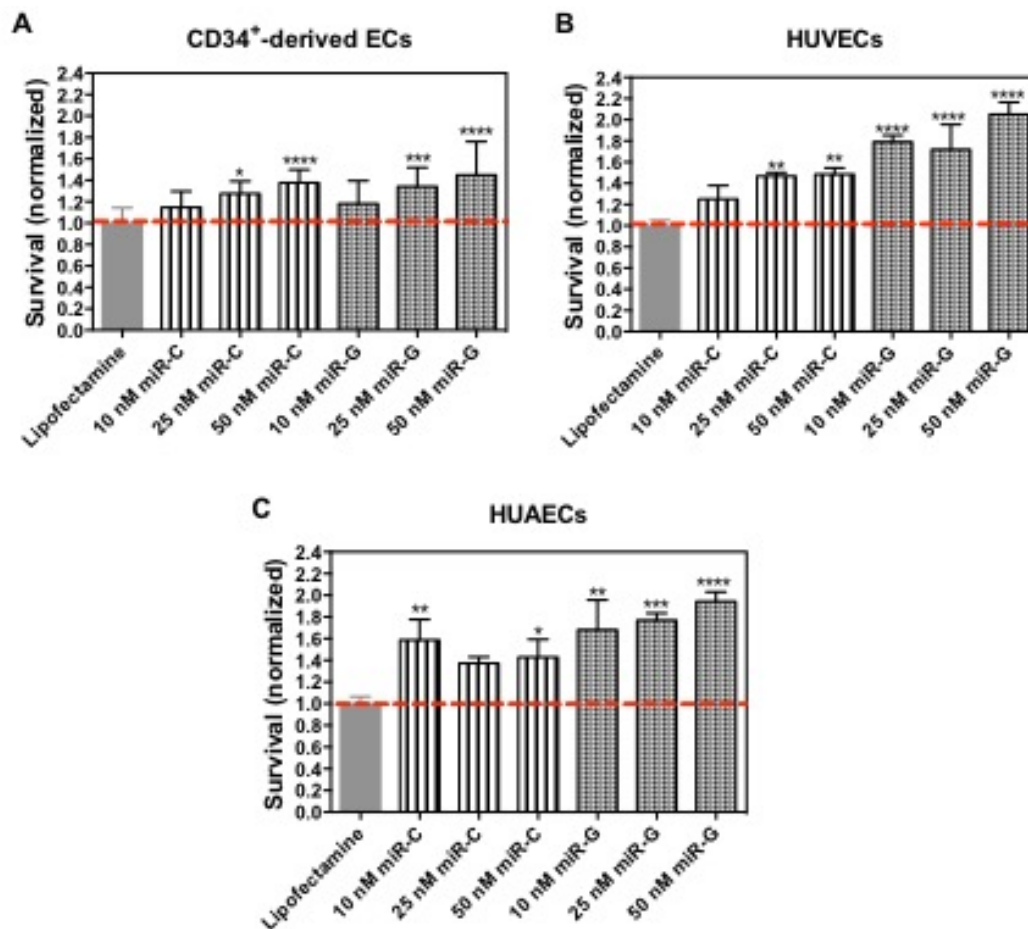 A
CD34⁺-derived ECs
Survival (normalized)
2.4
2.2
2.0
1.8
1.6
1.4
1.2
1.0
0.8
0.6
0.4
0.2
0.0
*
****
***
****
Lipofectamine
10 nM miR-C
25 nM miR-C
50 nM miR-C
10 nM miR-G
25 nM miR-G
50 nM miR-G
B
HUVECs
Survival (normalized)
2.4
2.2
2.0
1.8
1.6
1.4
1.2
1.0
0.8
0.6
0.4
0.2
0.0
**
**
****
****
****
Lipofectamine
10 nM miR-C
25 nM miR-C
50 nM miR-C
10 nM miR-G
25 nM miR-G
50 nM miR-G
C
HUAECs
Survival (normalized)
2.4
2.2
2.0
1.8
1.6
1.4
1.2
1.0
0.8
0.6
0.4
0.2
0.0
**
*
**
***
****
Lipofectamine
10 nM miR-C
25 nM miR-C
50 nM miR-C
10 nM miR-G
25 nM miR-G
50 nM miR-G